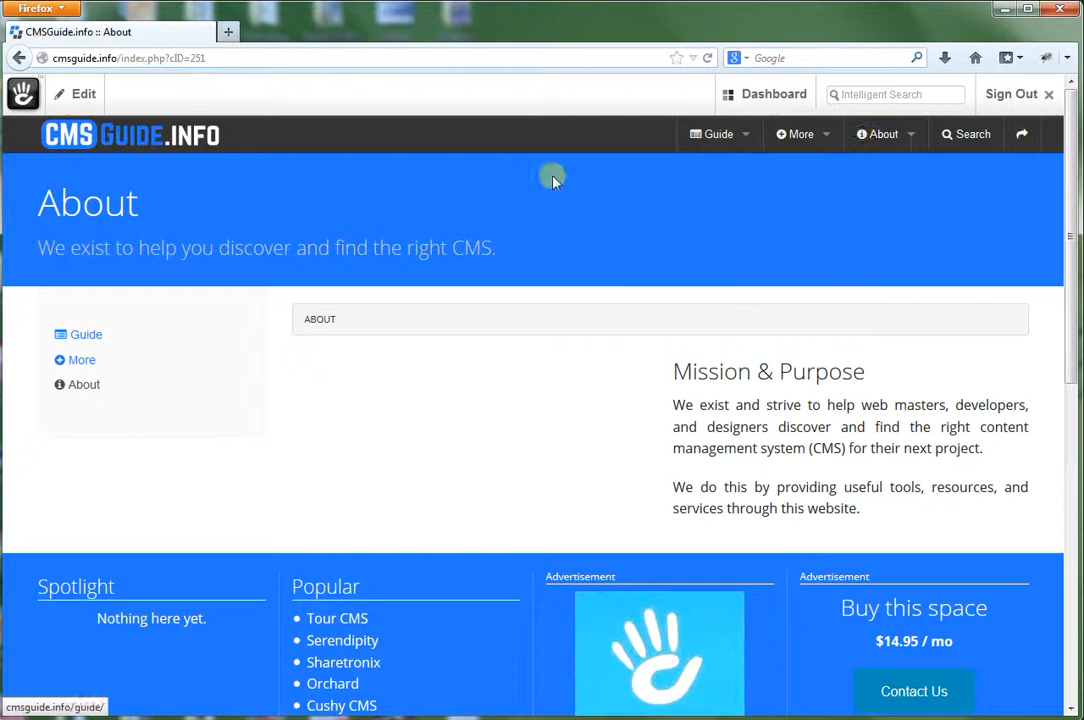 Firefox
CMSGuide.info :: About
cmsguide.info/index.php?cID=251
Google
Edit
Dashboard
Intelligent Search
Sign Out
CMSGUIDE.INFO
Guide
More
About
Search
About
We exist to help you discover and find the right CMS.
Guide
More
About
ABOUT
Mission & Purpose
We exist and strive to help web masters, developers,
and designers discover and find the right content
management system (CMS) for their next project.
We do this by providing useful tools, resources, and
services through this website.
Spotlight
Nothing here yet.
Popular
Tour CMS
Serendipity
Sharetronix
Orchard
Cushy CMS
Advertisement
Advertisement
Buy this space
$14.95 / mo
Contact Us
cmsguide.info/guide/